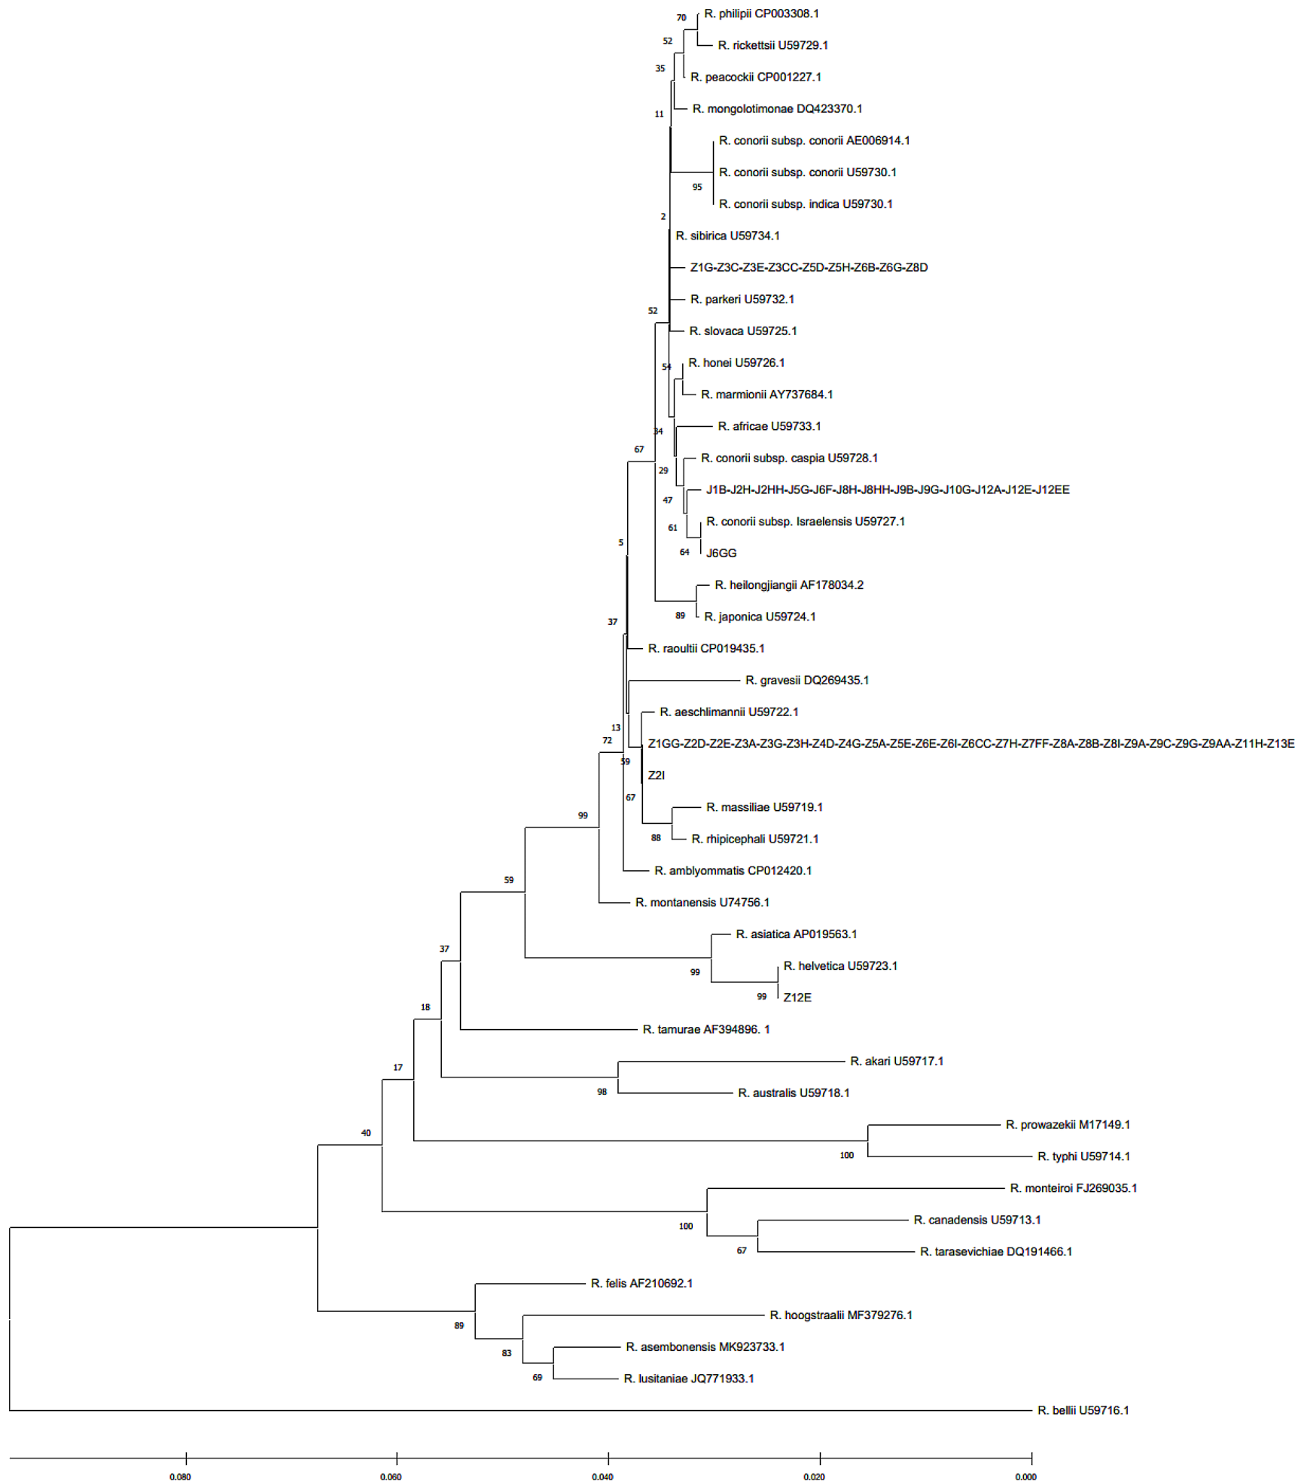 70
R. philipii CP003308.1
52
R. rickettsii U59729.1
35
R. peacockii CP001227.1
11
R. mongolotimonae DQ423370.1
R. conorii subsp. conorii AE006914.1
R. conorii subsp. conorii U59730.1
95
R. conorii subsp. indica U59730.1
2
R. sibirica U59734.1
Z1G-Z3C-Z3E-Z3CC-Z5D-Z5H-Z6B-Z6G-Z8D
R. parkeri U59732.1
52
R. slovaca U59725.1
54
R. honei U59726.1
R. marmionii AY737684.1
34
R. africae U59733.1
67
R. conorii subsp. caspia U59728.1
29
J1B-J2H-J2HH-J5G-J6F-J8H-J8HH-J9B-J9G-J10G-J12A-J12E-J12EE
47
R. conorii subsp. Israelensis U59727.1
61
J6GG
64
5
R. heilongjiangii AF178034.2
R. japonica U59724.1
89
37
R. raoultii CP019435.1
R. gravesii DQ269435.1
R. aeschlimannii U59722.1
13
72
Z1GG-Z2D-Z2E-Z3A-Z3G-Z3H-Z4D-Z4G-Z5A-Z5E-Z6E-Z6I-Z6CC-Z7H-Z7FF-Z8A-Z8B-Z8I-Z9A-Z9C-Z9G-Z9AA-Z11H-Z13E
59
Z2I
67
R. massiliae U59719.1
99
R. rhipicephali U59721.1
88
R. amblyommatis CP012420.1
59
R. montanensis U74756.1
R. asiatica AP019563.1
37
R. helvetica U59723.1
99
Z12E
99
18
R. tamurae AF394896. 1
17
R. akari U59717.1
R. australis U59718.1
98
R. prowazekii M17149.1
40
R. typhi U59714.1
100
R. monteiroi FJ269035.1
R. canadensis U59713.1
100
R. tarasevichiae DQ191466.1
67
R. felis AF210692.1
R. hoogstraalii MF379276.1
89
R. asembonensis MK923733.1
83
R. lusitaniae JQ771933.1
69
R. bellii U59716.1
0.080 0.060 0.040 0.020 0.000